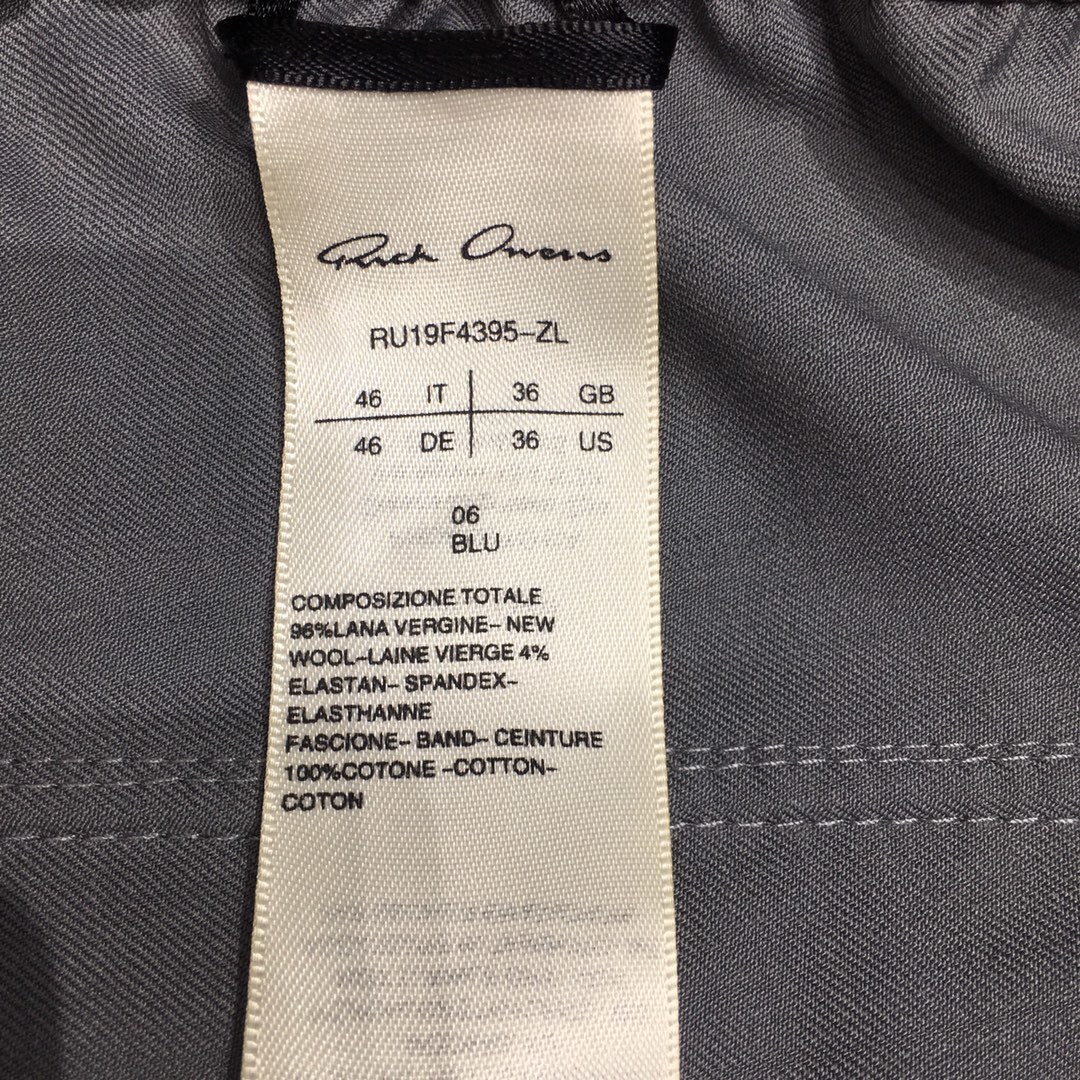 Rick Owens
RU19F4395-ZL
46 IT 36 GB
46 DE 36 US
06
BLU
COMPOSIZIONE TOTALE
96%LANA VERGINE- NEW
WOOL-LAINE VIERGE 4%
ELASTAN- SPANDEX-
ELASTHANNE
FASCIONE- BAND- CEINTURE
100%COTONE -COTTON-
COTON